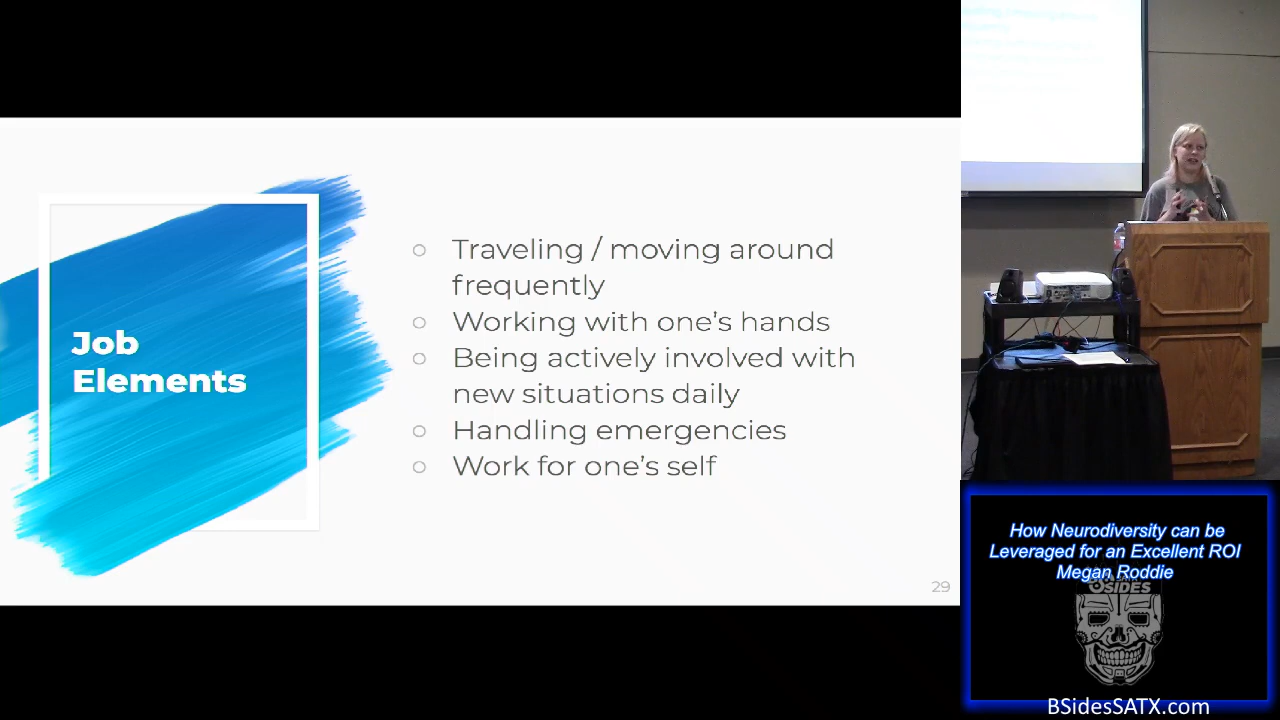 Job
Elements
Traveling / moving around
frequently
Working with one's hands
Being actively involved with
new situations daily
Handling emergencies
Work for one's self
29
How Neurodiversity can be
Leveraged for an Excellent ROI
Megan Roddie
BSIDES
BSidesSATX.com